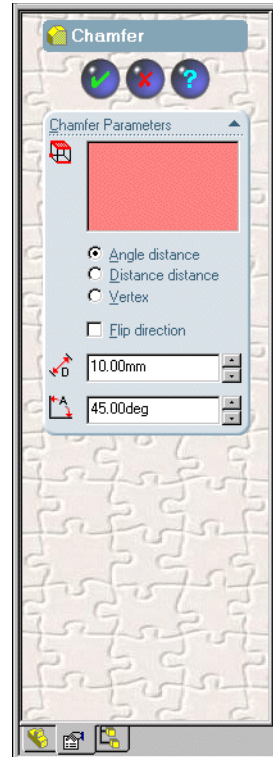 Chamfer
?
Chamfer Parameters
Angle distance
Distance distance
Vertex
Flip direction
D
10.00mm
A
45.00deg